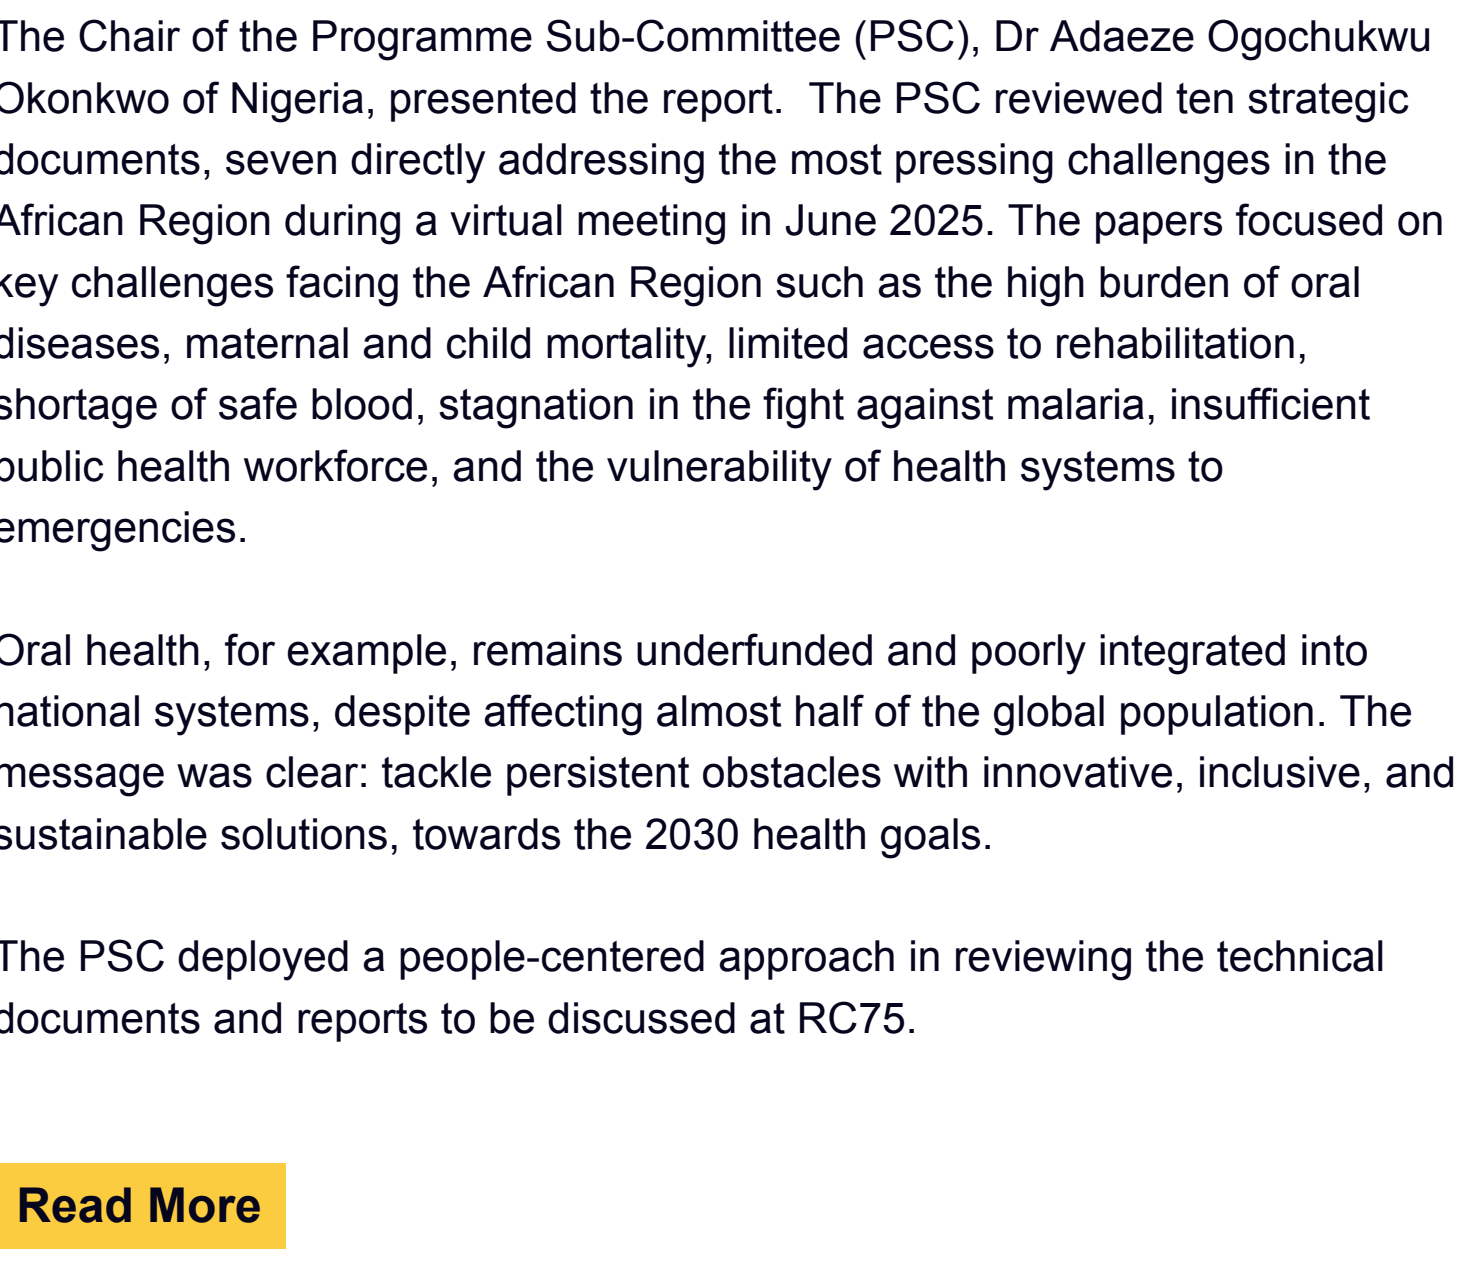 The Chair of the Programme Sub-Committee (PSC), Dr Adaeze Ogochukwu
Okonkwo of Nigeria, presented the report.  The PSC reviewed ten strategic
documents, seven directly addressing the most pressing challenges in the
African Region during a virtual meeting in June 2025. The papers focused on
key challenges facing the African Region such as the high burden of oral
diseases, maternal and child mortality, limited access to rehabilitation,
shortage of safe blood, stagnation in the fight against malaria, insufficient
public health workforce, and the vulnerability of health systems to
emergencies.
Oral health, for example, remains underfunded and poorly integrated into
national systems, despite affecting almost half of the global population. The
message was clear: tackle persistent obstacles with innovative, inclusive, and
sustainable solutions, towards the 2030 health goals.
The PSC deployed a people-centered approach in reviewing the technical
documents and reports to be discussed at RC75.
Read More